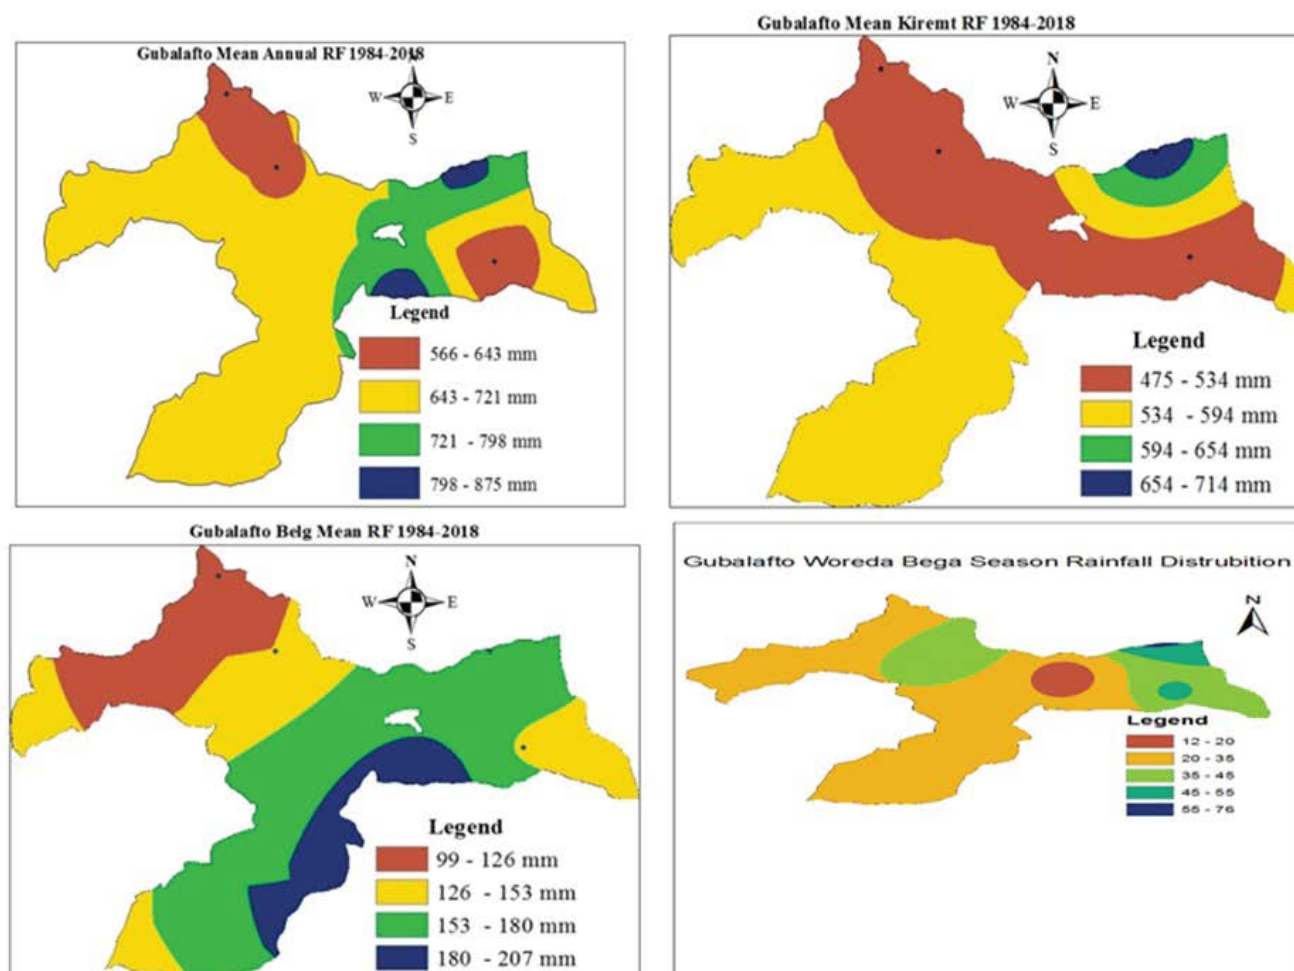 Gubalafto Mean Annual RF 1984-2018
N
W
E
S
Legend
566 - 643 mm
643 - 721 mm
721 - 798 mm
798 - 875 mm
Gubalafto Mean Kiremt RF 1984-2018
N
W
E
S
Legend
475 - 534 mm
534 - 594 mm
594 - 654 mm
654 - 714 mm
Gubalafto Belg Mean RF 1984-2018
N
W
E
S
Legend
99 - 126 mm
126 - 153 mm
153 - 180 mm
180 - 207 mm
Gubalafto Woreda Bega Season Rainfall Distrubition
N
Legend
12 - 20
20 - 35
35 - 45
45 - 55
55 - 76